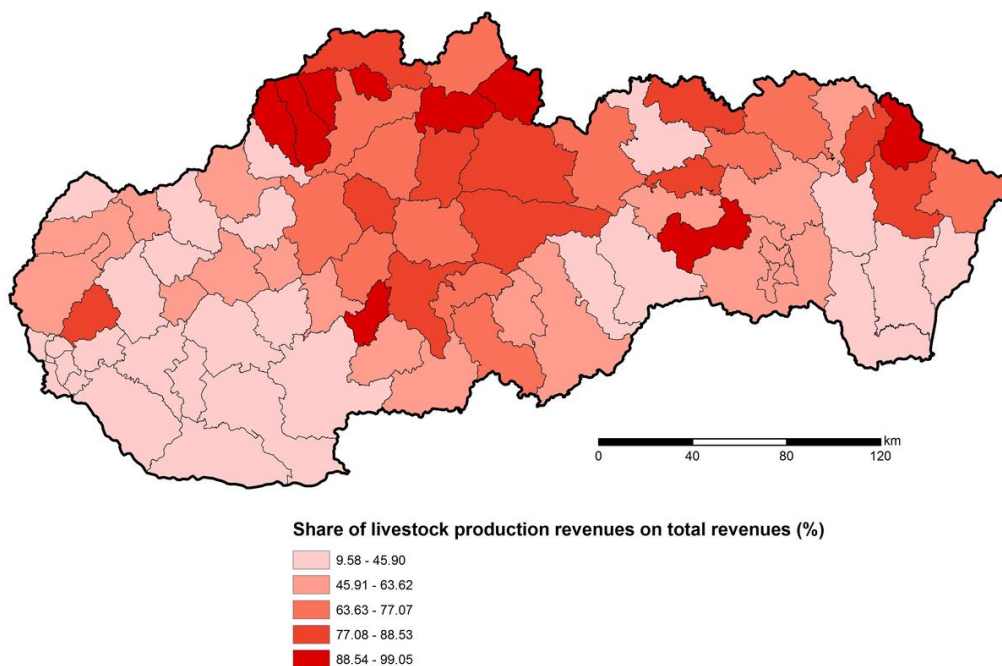 km
0 40 80 120
Share of livestock production revenues on total revenues (%)
9.58 - 45.90
45.91 - 63.62
63.63 - 77.07
77.08 - 88.53
88.54 - 99.05